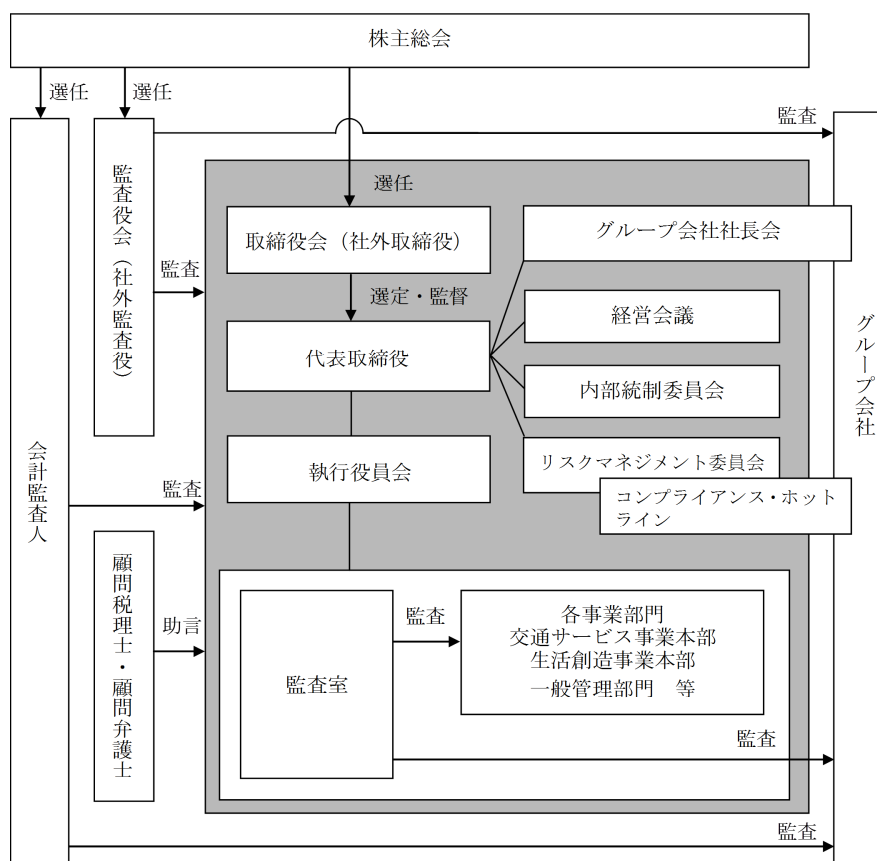 株主総会
選任
選任
監査
選任
監査役会（社外監査役）
取締役会（社外取締役）
グループ会社社長会
監査
選定・監督
経営会議
代表取締役
グループ会社
内部統制委員会
執行役員会
リスクマネジメント委員会
会計監査人
監査
コンプライアンス・ホット
ライン
顧問税理士・顧問弁護士
助言
監査室
監査
各事業部門
交通サービス事業本部
生活創造事業本部
一般管理部門　等
監査
監査